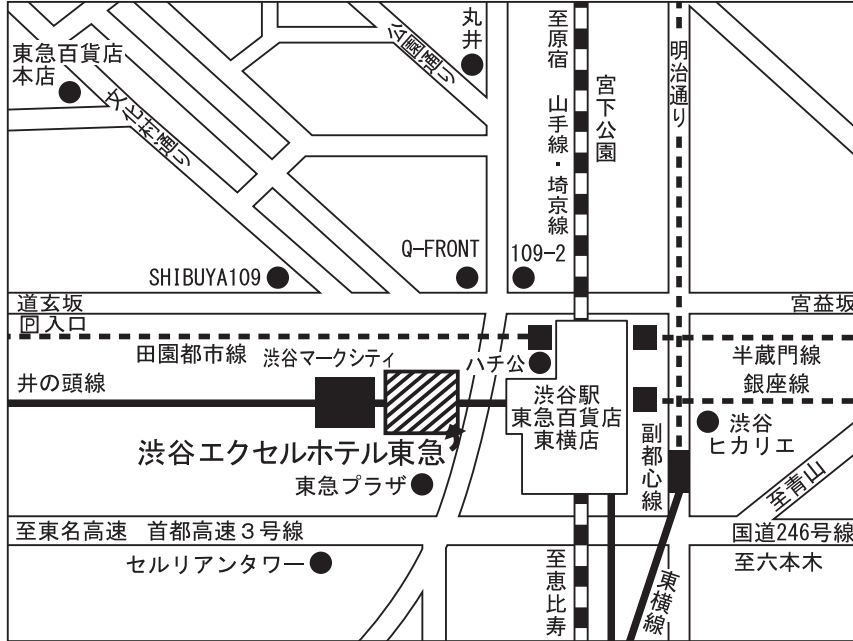 丸井
東急百貨店
本店
公園通り
文化村通り
至原宿
山手線・埼京線
宮下公園
明治通り
Q-FRONT
109-2
SHIBUYA109
道玄坂
宮益坂
P入口
田園都市線
渋谷マークシティ
ハチ公
半蔵門線
銀座線
井の頭線
渋谷駅
東急百貨店
東横店
渋谷
ヒカリエ
副都心線
渋谷エクセルホテル東急
東急プラザ
至青山
至東名高速 首都高速3号線
国道246号線
セルリアンタワー
至恵比寿
東横線
至六本木